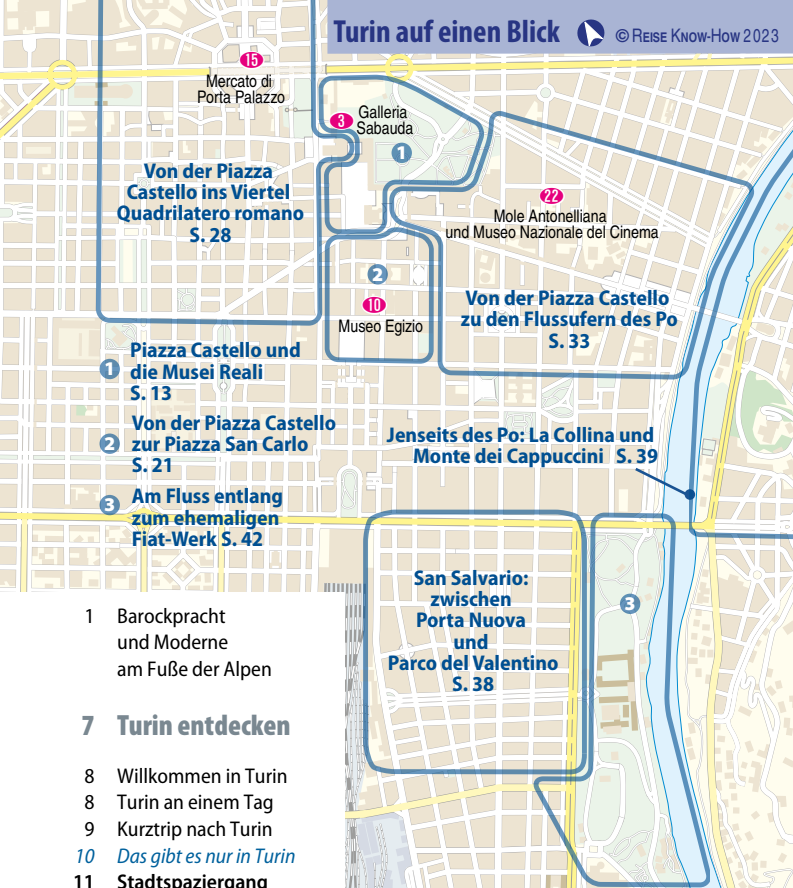 Turin auf einen Blick © REISE KNOW-HOW 2023
15
Mercato di
Porta Palazzo
3
Galleria
Sabauda
1
Von der Piazza
Castello ins Viertel
Quadrilatero romano
S. 28
22
Mole Antonelliana
und Museo Nazionale del Cinema
2
10
Museo Egizio
Von der Piazza Castello
zu den Flussufern des Po
S. 33
1 Piazza Castello und
die Musei Reali
S. 13
2 Von der Piazza Castello
zur Piazza San Carlo
S. 21
3 Am Fluss entlang
zum ehemaligen
Fiat-Werk S. 42
Jenseits des Po: La Collina und
Monte dei Cappuccini S. 39
San Salvario:
zwischen
Porta Nuova
und
Parco del Valentino
S. 38
3
1 Barockpracht
und Moderne
am Fuße der Alpen
7 Turin entdecken
8 Willkommen in Turin
8 Turin an einem Tag
9 Kurztrip nach Turin
10 Das gibt es nur in Turin
11 Stadtspaziergang